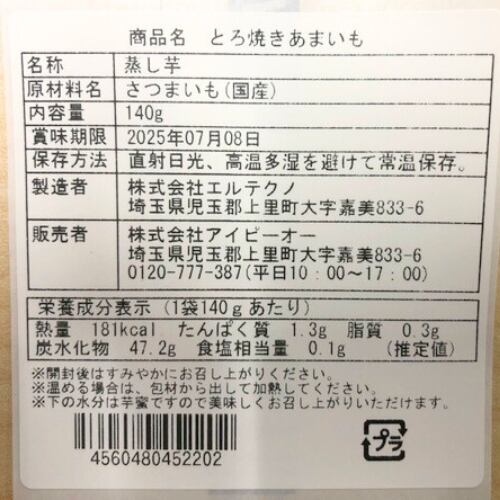 商品名 とろ焼きあまいも
名称 蒸し芋
原材料名 さつまいも(国産)
内容量 140g
賞味期限 2025年07月08日
保存方法 直射日光、高温多湿を避けて常温保存。
製造者 株式会社エルテクノ
埼玉県児玉郡上里町大字嘉美833-6
販売者 株式会社アイピーオー
埼玉県児玉郡上里町大字嘉美833-6
0120-777-387(平日10:00～17:00)
栄養成分表示 (1袋140gあたり)
熱量 181kcal たんぱく質 1.3g 脂質 0.3g
炭水化物 47.2g 食塩相当量 0.1g (推定値)
※開封後はすみやかにお召し上がりください。
※温める場合は、包材から出して加熱してください。
※下の水分は芋蜜ですので美味しくお召し上がりいただけます。
4560480452202
プラ